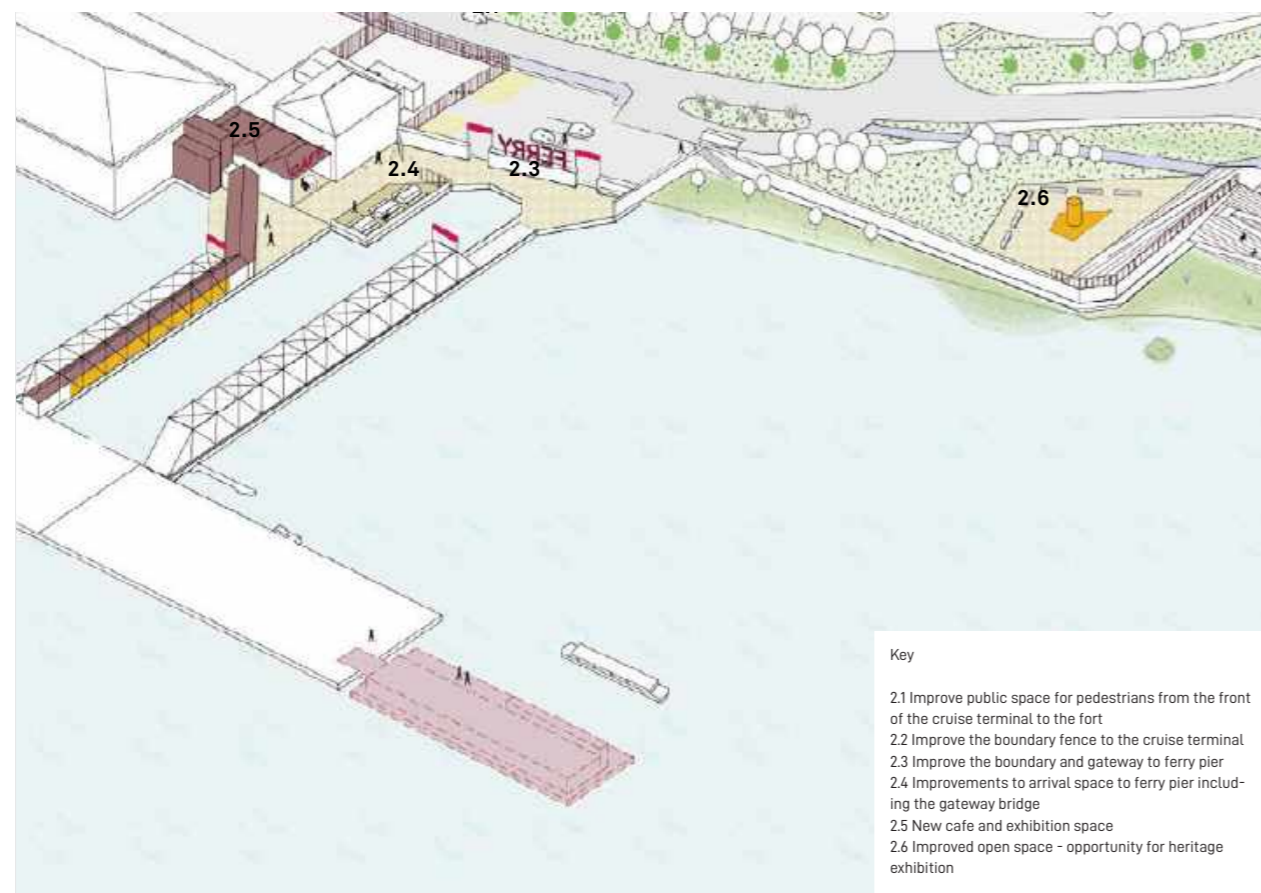 2.5
2.4
FERRY
2.3
2.6
CAFE
Key
2.1 Improve public space for pedestrians from the front
of the cruise terminal to the fort
2.2 Improve the boundary fence to the cruise terminal
2.3 Improve the boundary and gateway to ferry pier
2.4 Improvements to arrival space to ferry pier includ-
ing the gateway bridge
2.5 New cafe and exhibition space
2.6 Improved open space - opportunity for heritage
exhibition